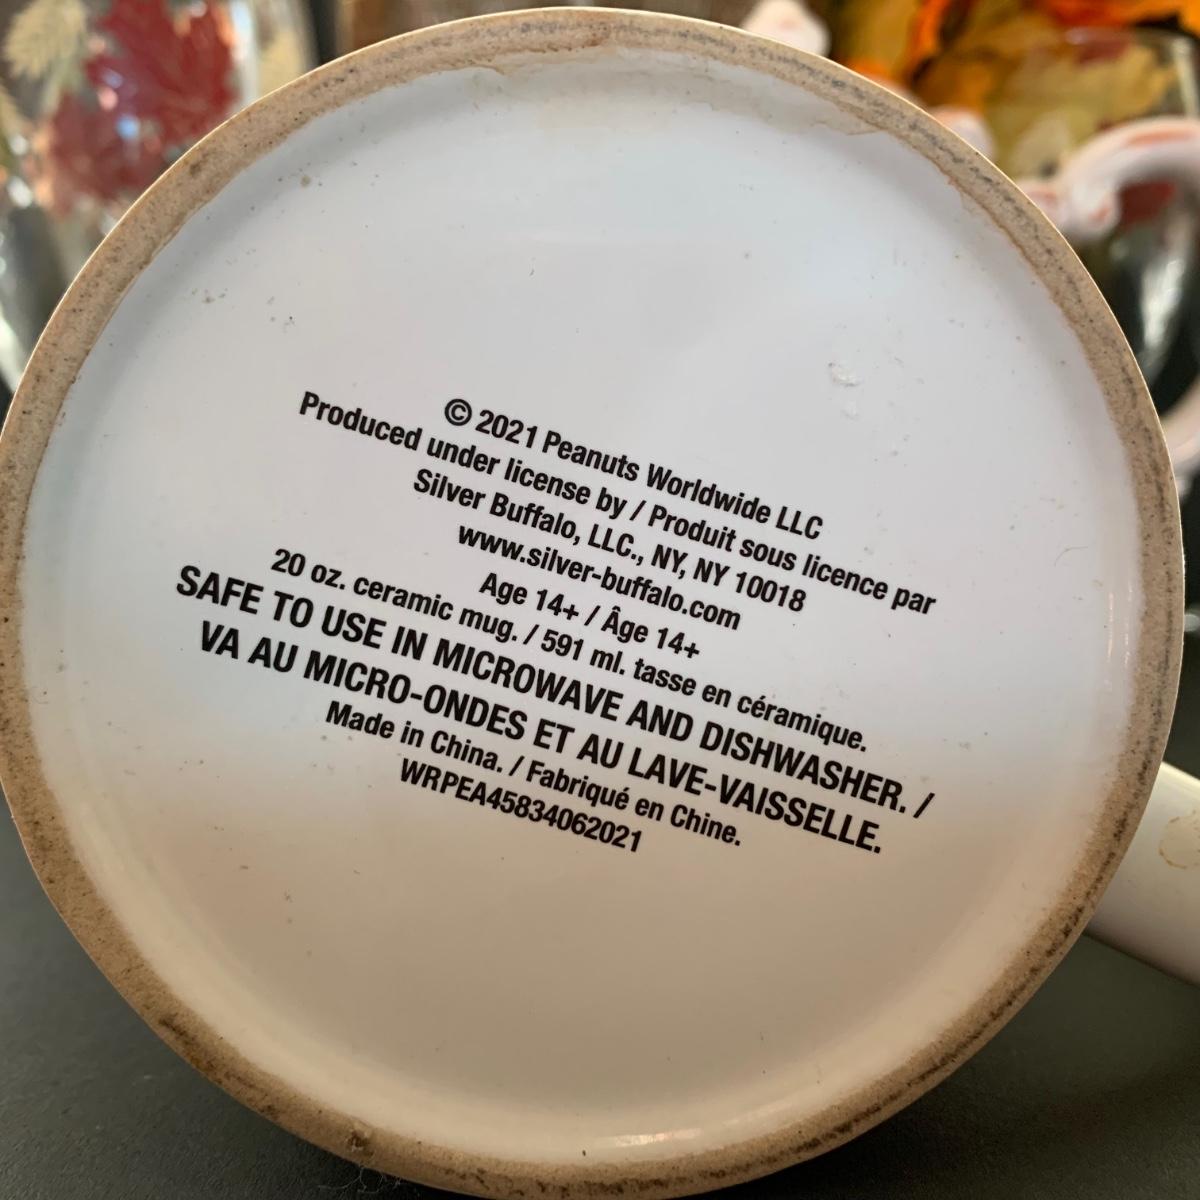 © 2021 Peanuts Worldwide LLC
Produced under license by / Produit sous licence par
Silver Buffalo, LLC., NY, NY 10018
www.silver-buffalo.com
Age 14+ / Âge 14+
20 oz. ceramic mug. / 591 ml. tasse en céramique.
SAFE TO USE IN MICROWAVE AND DISHWASHER. /
VA AU MICRO-ONDES ET AU LAVE-VAISSELLE.
Made in China. / Fabriqué en Chine.
WRPEA45834062021